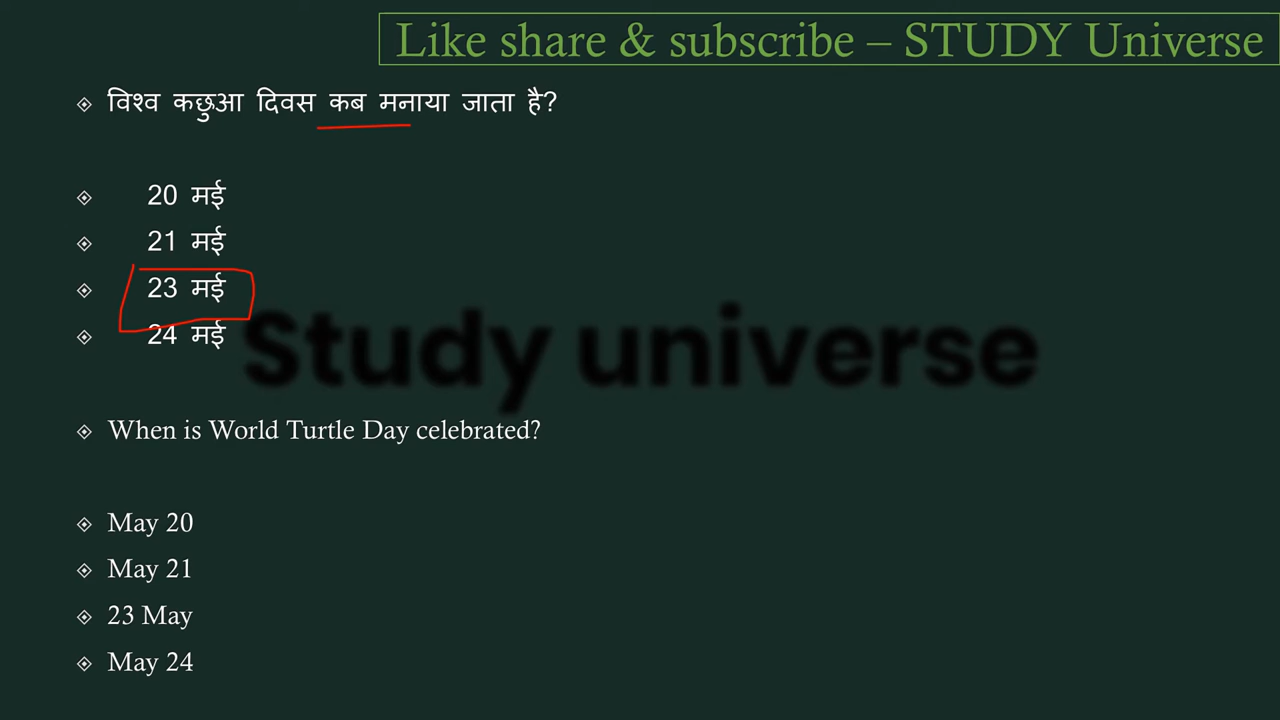 Like share & subscribe – STUDY Universe
विश्व कछुआ दिवस कब मनाया जाता है?
20 मई
21 मई
23 मई
24 मई
Study universe
When is World Turtle Day celebrated?
May 20
May 21
23 May
May 24